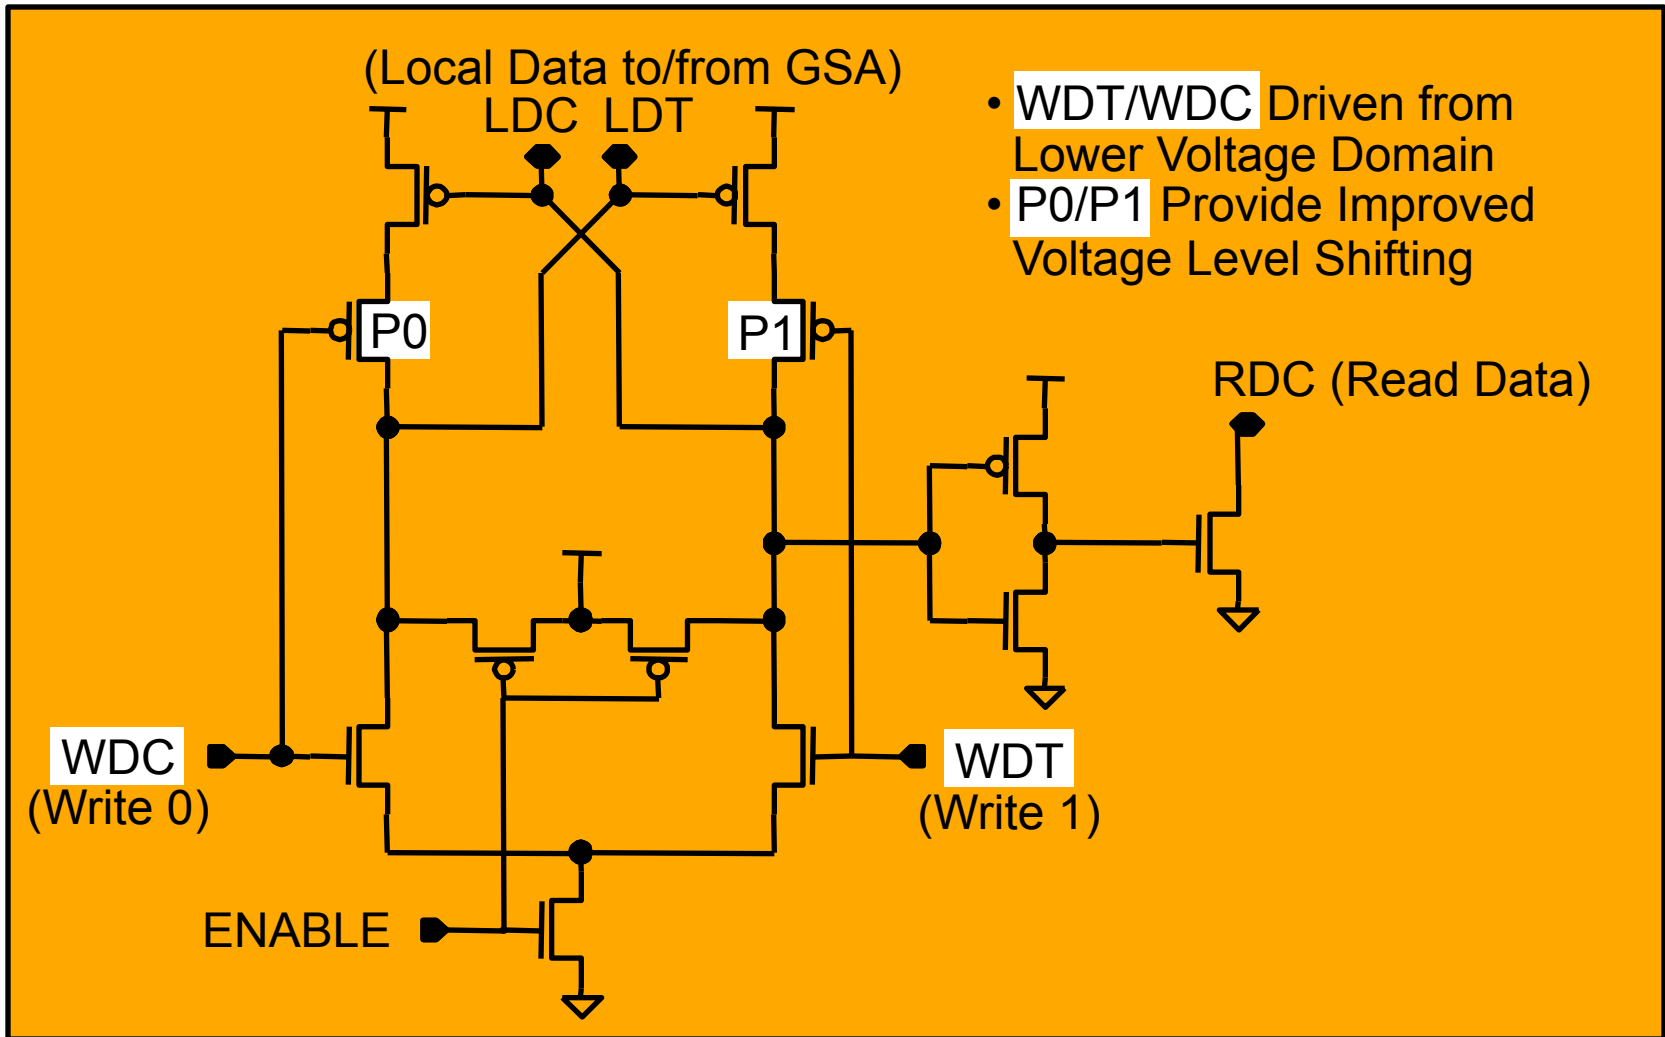 (Local Data to/from GSA)
LDC LDT
• WDT/WDC Driven from
Lower Voltage Domain
• P0/P1 Provide Improved
Voltage Level Shifting
P0
P1
RDC (Read Data)
WDC
(Write 0)
WDT
(Write 1)
ENABLE